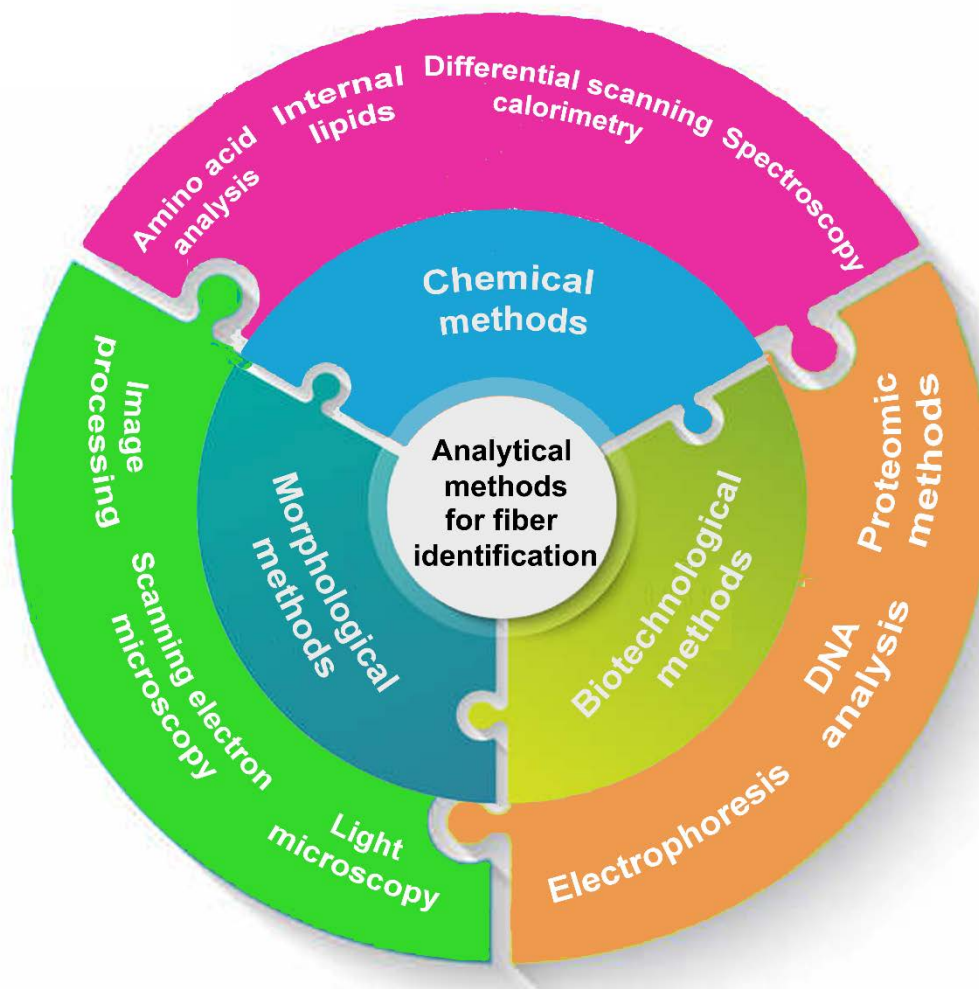 Amino acid
analysis
Internal
lipids
Differential scanning
calorimetry
Spectroscopy
Chemical
methods
Analytical
methods
for fiber
identification
Image
processing
Morphological
methods
Scanning electron
microscopy
Light
microscopy
Biotechnological
methods
Proteomic
methods
DNA
analysis
Electrophoresis